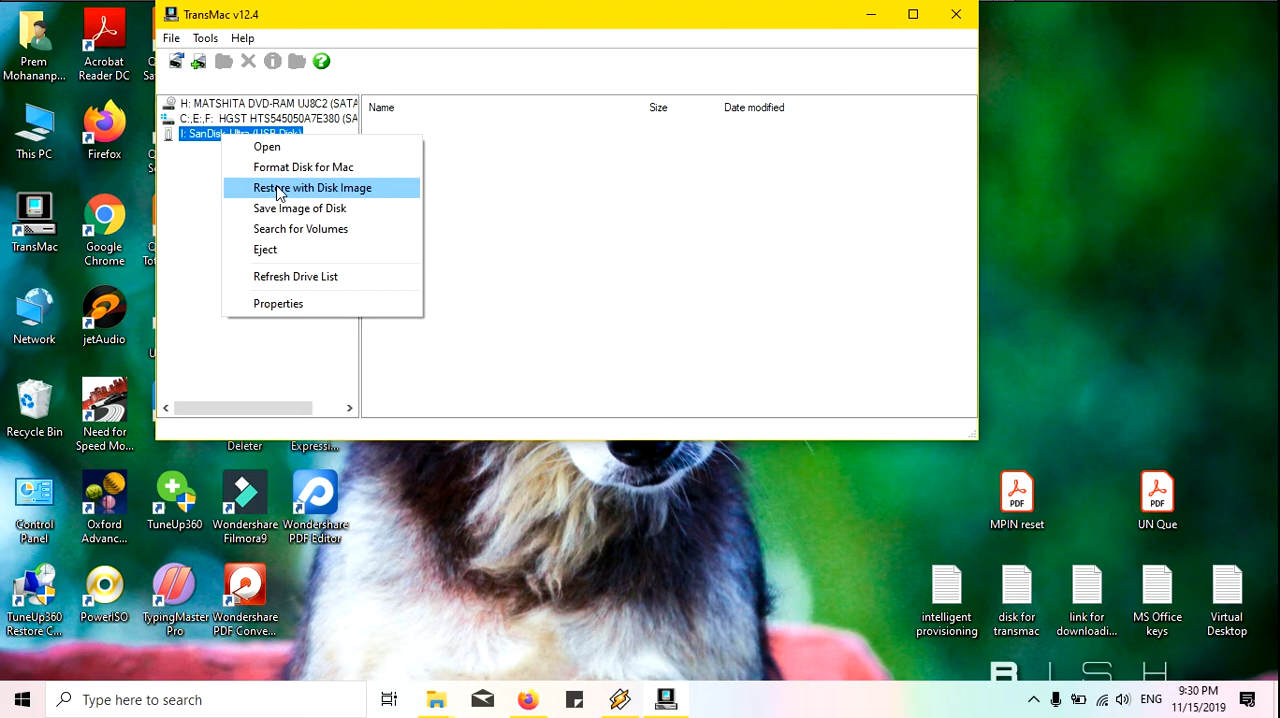 TransMac v12.4
File Tools Help
H: MATSHITA DVD-RAM UJ8C2 (SATA
C:,E:,F: HGST HTS545050A7E380 (SA
I: SanDisk Ultra (USB Disk)
Name Size Date modified
Open
Format Disk for Mac
Restore with Disk Image
Save Image of Disk
Search for Volumes
Eject
Refresh Drive List
Properties
Prem
Mohananp...
Acrobat
Reader DC
This PC
Firefox
TransMac
Google
Chrome
Network
jetAudio
Recycle Bin
Need for
Speed Mo...
Deleter
Expressi...
Control
Panel
Oxford
Advanc...
TuneUp360
Wondershare
Filmora9
Wondershare
PDF Editor
TuneUp360
Restore C...
PowerISO
TypingMaster
Pro
Wondershare
PDF Conve...
PDF
MPIN reset
PDF
UN Que
intelligent
provisioning
disk for
transmac
link for
downloadi...
MS Office
keys
Virtual
Desktop
Type here to search
ENG
9:30 PM
11/15/2019